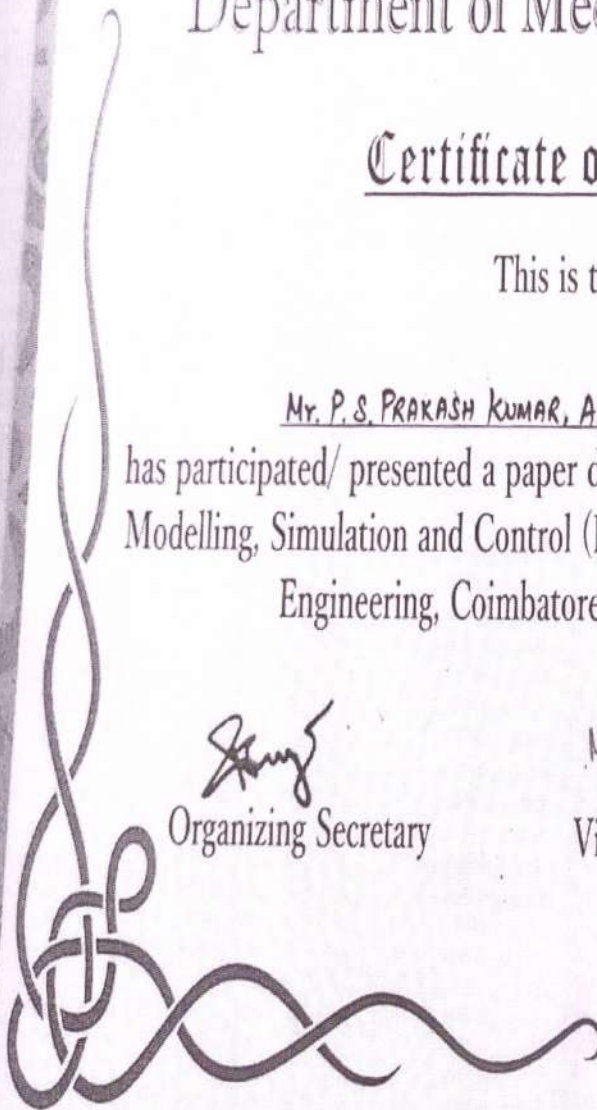 Department of Mec
Certificate o
This is t
Mr. P. S. PRAKASH KUMAR, A
has participated/ presented a paper d
Modelling, Simulation and Control (
Engineering, Coimbatore
Organizing Secretary
Vi